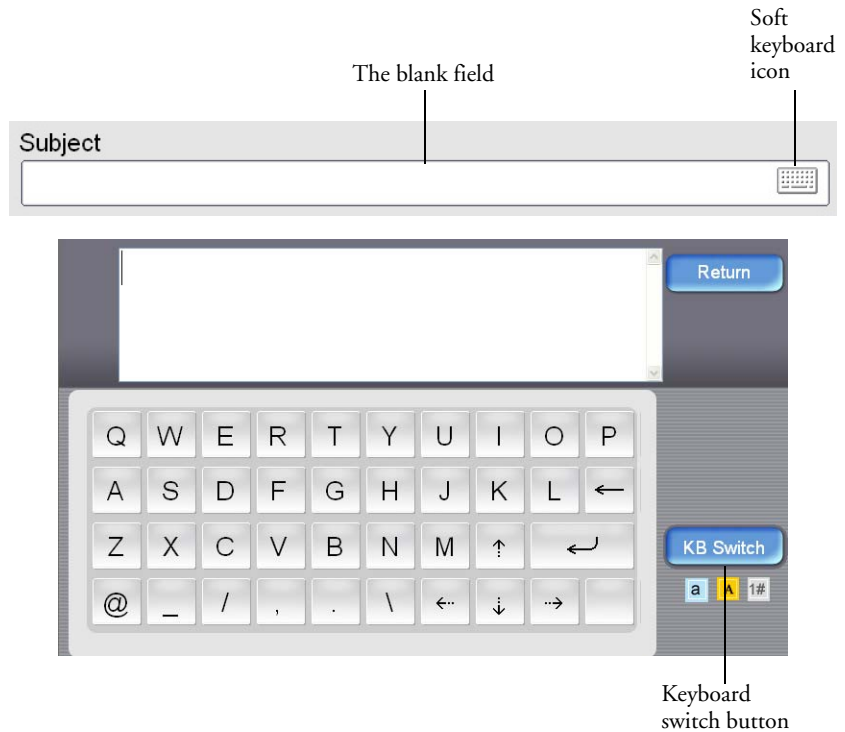 Soft
keyboard
icon
The blank field
Subject
Return
Q W E R T Y U I O P
A S D F G H J K L ←
Z X C V B N M ↑ ↵
@ _ / , . \ ← ↓ →
KB Switch
a A 1#
Keyboard
switch button